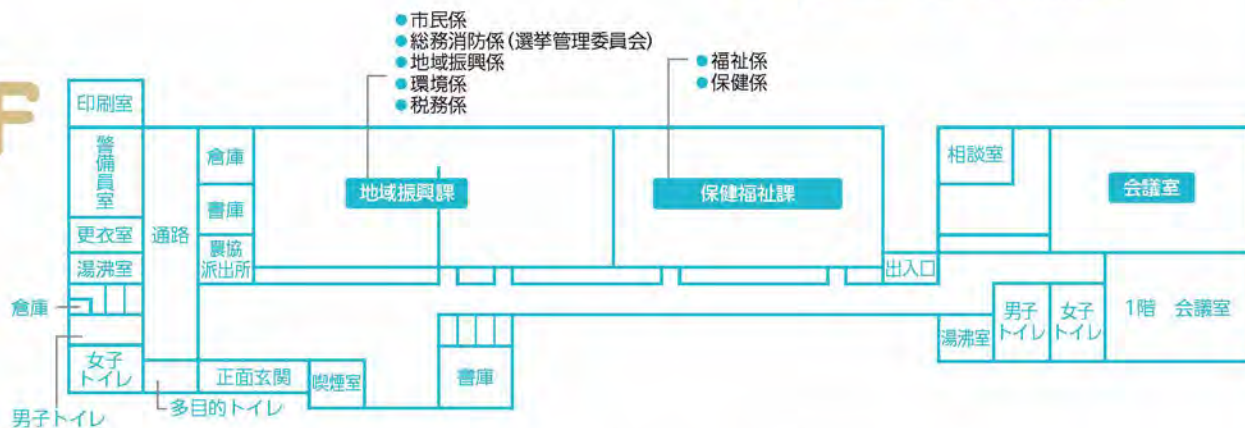 F
●市民係
●総務消防係(選挙管理委員会)
●地域振興係
●環境係
●税務係
●福祉係
●保健係
印刷室
警備員室
更衣室
湯沸室
倉庫
男子トイレ
女子
トイレ
通路
倉庫
書庫
農協
派出所
地域振興課
保健福祉課
多目的トイレ
正面玄関
喫煙室
書庫
出入口
相談室
会議室
湯沸室
男子
トイレ
女子
トイレ
1階 会議室